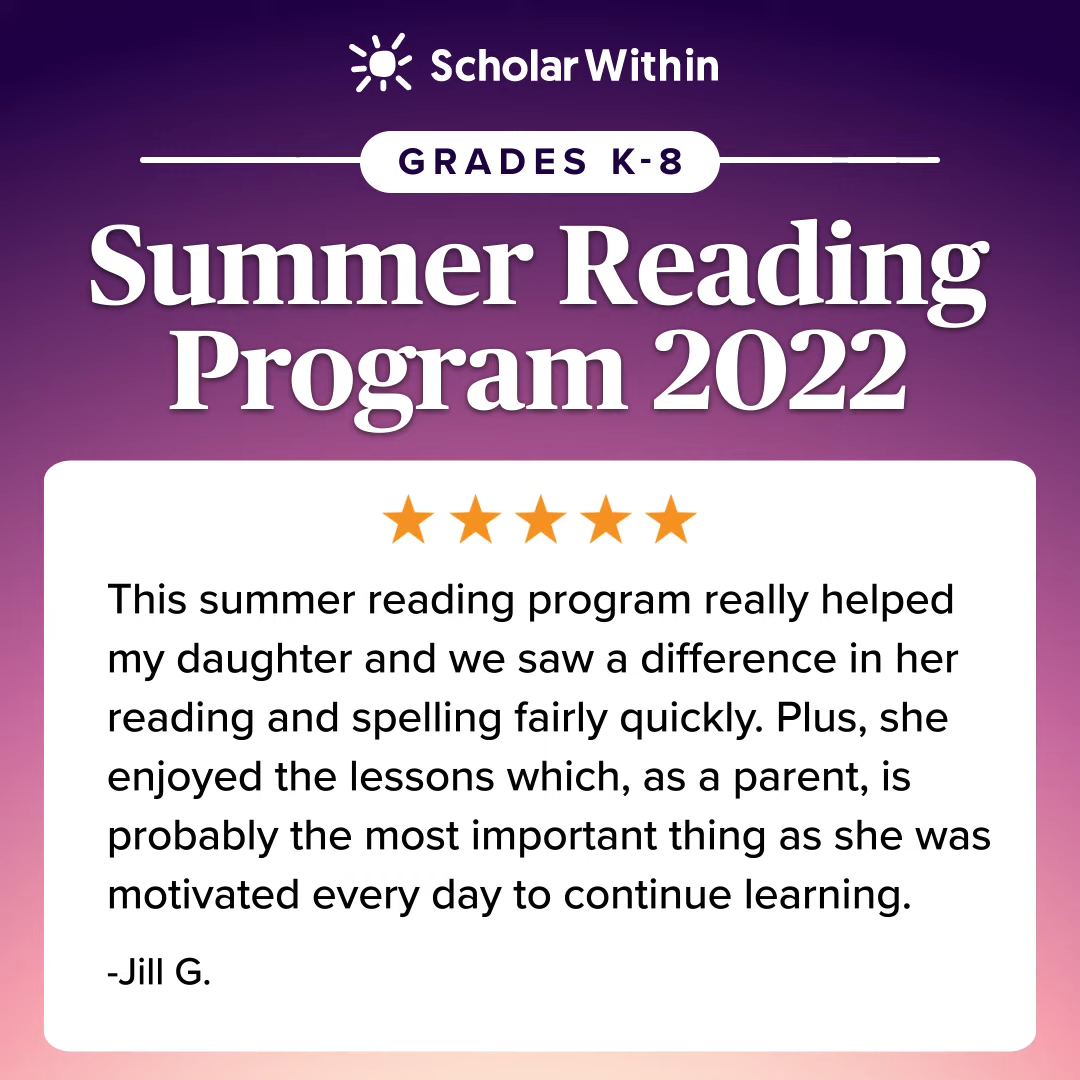 Scholar Within
GRADES K-8
Summer Reading
Program 2022
This summer reading program really helped
my daughter and we saw a difference in her
reading and spelling fairly quickly. Plus, she
enjoyed the lessons which, as a parent, is
probably the most important thing as she was
motivated every day to continue learning.
-Jill G.